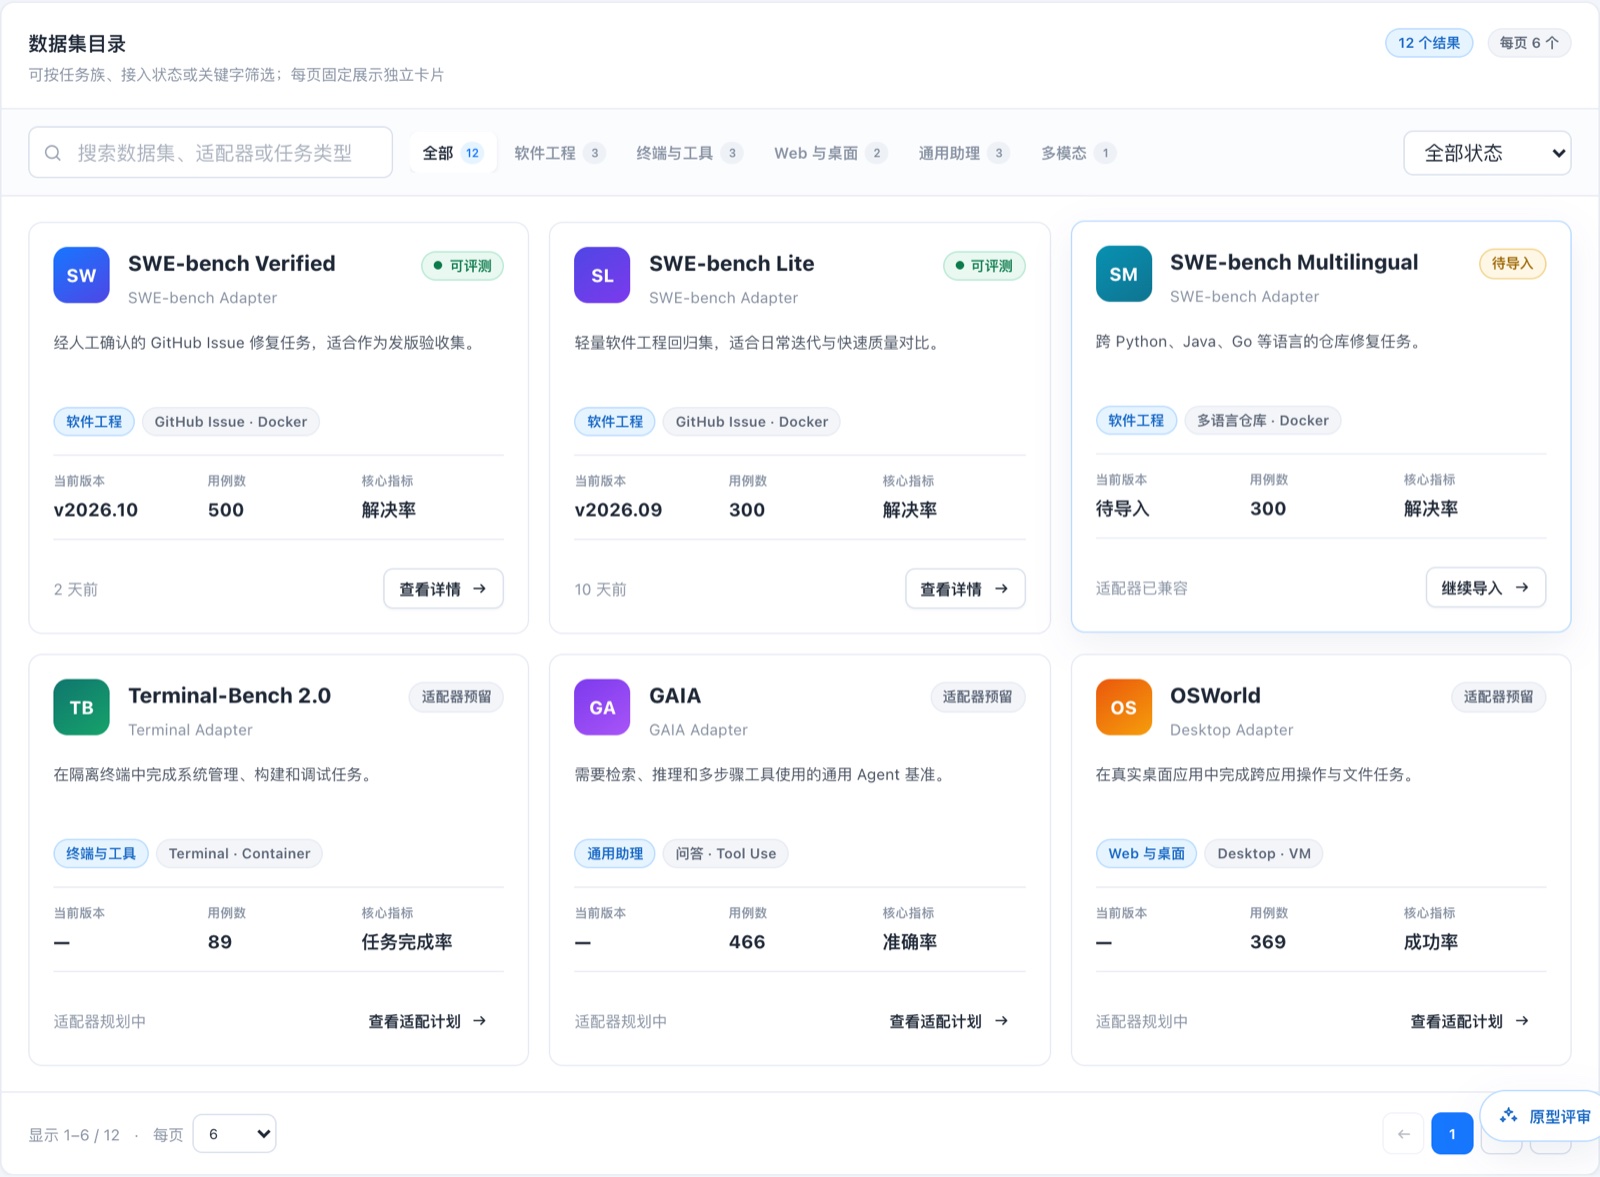 数据集目录
12 个结果
每页 6 个
可按任务族、接入状态或关键字筛选；每页固定展示独立卡片
搜索数据集、适配器或任务类型
全部 12
软件工程 3
终端与工具 3
Web 与桌面 2
通用助理 3
多模态 1
全部状态
SW
SWE-bench Verified
可评测
SWE-bench Adapter
经人工确认的 GitHub Issue 修复任务，适合作为发版验收集。
软件工程
GitHub Issue · Docker
当前版本 用例数 核心指标
v2026.10 500 解决率
2 天前
查看详情 →
SL
SWE-bench Lite
可评测
SWE-bench Adapter
轻量软件工程回归集，适合日常迭代与快速质量对比。
软件工程
GitHub Issue · Docker
当前版本 用例数 核心指标
v2026.09 300 解决率
10 天前
查看详情 →
SM
SWE-bench Multilingual
待导入
SWE-bench Adapter
跨 Python、Java、Go 等语言的仓库修复任务。
软件工程
多语言仓库 · Docker
当前版本 用例数 核心指标
待导入 300 解决率
适配器已兼容
继续导入 →
TB
Terminal-Bench 2.0
适配器预留
Terminal Adapter
在隔离终端中完成系统管理、构建和调试任务。
终端与工具
Terminal · Container
当前版本 用例数 核心指标
— 89 任务完成率
适配器规划中
查看适配计划 →
GA
GAIA
适配器预留
GAIA Adapter
需要检索、推理和多步骤工具使用的通用 Agent 基准。
通用助理
问答 · Tool Use
当前版本 用例数 核心指标
— 466 准确率
适配器规划中
查看适配计划 →
OS
OSWorld
适配器预留
Desktop Adapter
在真实桌面应用中完成跨应用操作与文件任务。
Web 与桌面
Desktop · VM
当前版本 用例数 核心指标
— 369 成功率
适配器规划中
查看适配计划 →
显示 1–6 / 12 · 每页 6
← 1
原型评审